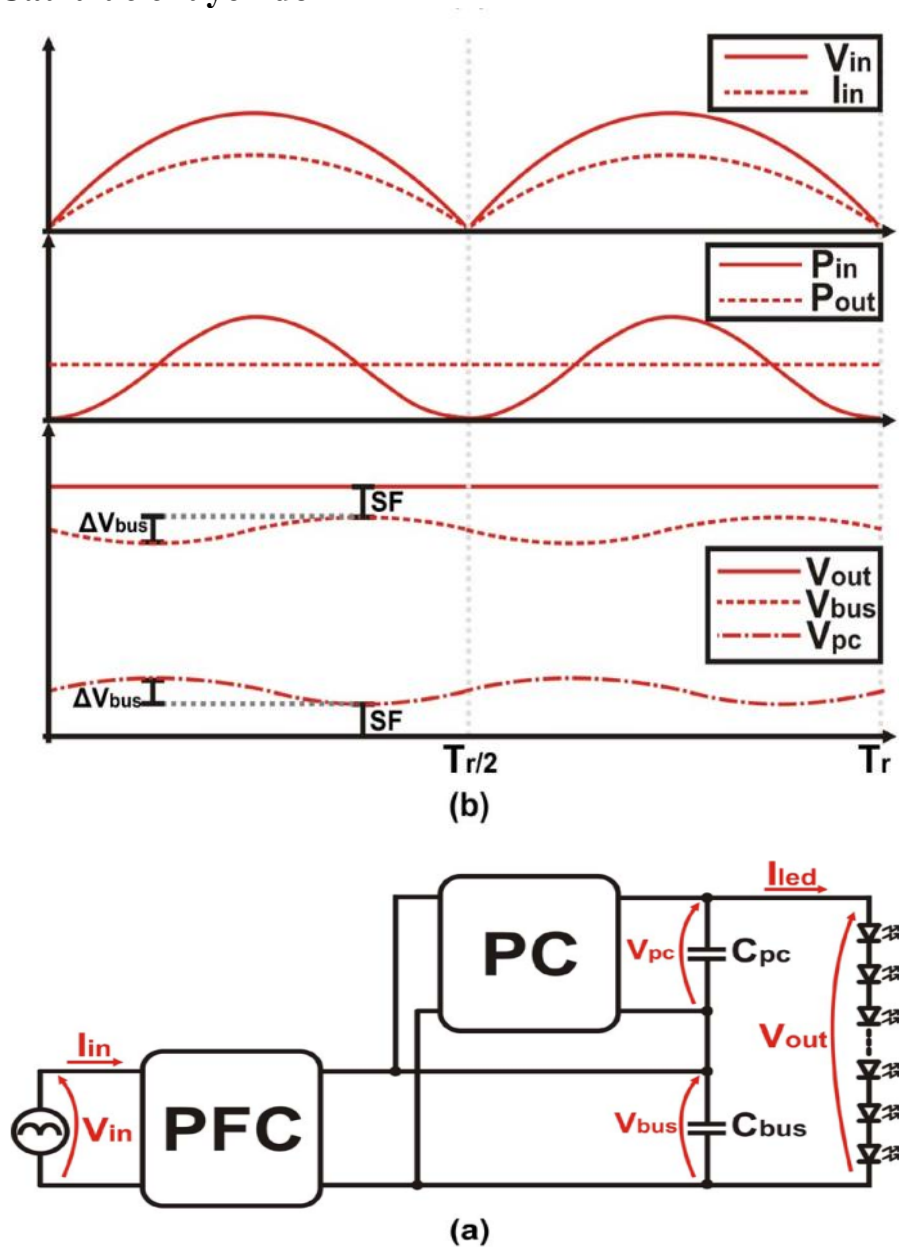 Vin
Iin
Pin
Pout
SF
ΔVbus
Vout
Vbus
Vpc
ΔVbus
SF
Tr/2
Tr
(b)
Iled
PC
Vpc
Cpc
Vout
Iin
Vin
PFC
Vbus
Cbus
(a)